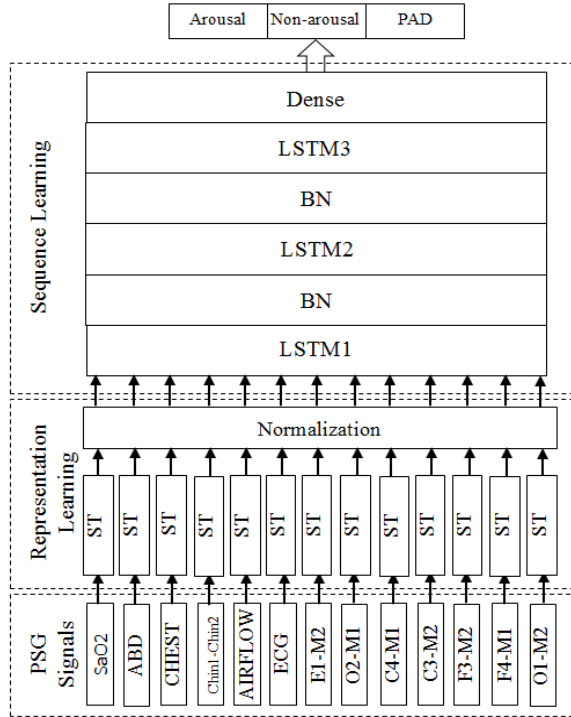 Arousal Non-arousal PAD
Sequence Learning
Dense
LSTM3
BN
LSTM2
BN
LSTM1
Representation
Learning
Normalization
ST ST ST ST ST ST ST ST ST ST ST ST ST
PSG
Signals
SaO2
ABD
CHEST
Chin1-Chin2
AIRFLOW
ECG
E1-M2
O2-M1
C4-M1
C3-M2
F3-M2
F4-M1
O1-M2